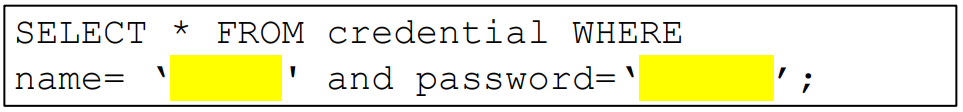 SELECT * FROM credential WHERE
name= ‘ ' and password=‘ ’;